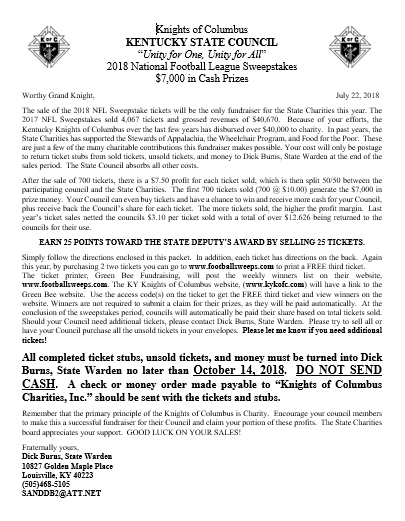 Knights of Columbus
KENTUCKY STATE COUNCIL
"Unity for One, Unity for All"
2018 National Football League Sweepstakes
$7,000 in Cash Prizes
Worthy Grand Knight, July 22, 2018
The sale of the 2018 NFL Sweepstake tickets will be the only fundraiser for the State Charities this year. The
2017 NFL Sweepstakes sold 4,067 tickets and grossed revenues of $40,670. Because of your efforts, the
Kentucky Knights of Columbus over the last few years has disbursed over $40,000 to charity. In past years, the
State Charities has supported the Stewards of Appalachia, the Wheelchair Program, and Food for the Poor. These
are just a few of the many charitable contributions this fundraiser makes possible. Your cost will only be postage
to return ticket stubs from sold tickets, unsold tickets, and money to Dick Burns, State Warden at the end of the
sales period. The State Council absorbs all other costs.
After the sale of 700 tickets, there is a $7.50 profit for each ticket sold, which is then split 50/50 between the
participating council and the State Charities. The first 700 tickets sold (700 @ $10.00) generate the $7,000 in
prize money. Your Council can even buy tickets and have a chance to win and receive more cash for your Council,
plus receive back the Council's share for each ticket. The more tickets sold, the higher the profit margin. Last
year's ticket sales netted the councils $3.10 per ticket sold with a total of over $12.626 being returned to the
councils for their use.
EARN 25 POINTS TOWARD THE STATE DEPUTY'S AWARD BY SELLING 25 TICKETS.
Simply follow the directions enclosed in this packet. In addition, each ticket has directions on the back. Again
this year, by purchasing 2 tickets you can go to www.footballsweeps.com to print a FREE third ticket.
The ticket printer, Green Bee Fundraising, will post the weekly winners list on their website,
www.footballsweeps.com. The KY Knights of Columbus website, (www.kykofc.com) will have a link to the
Green Bee website. Use the access code(s) on the ticket to get the FREE third ticket and view winners on the
website. Winners are not required to submit a claim for their prizes, as they will be paid automatically. At the
conclusion of the sweepstakes period, councils will automatically be paid their share based on total tickets sold.
Should your Council need additional tickets, please contact Dick Burns, State Warden. Please try to sell all or
have your Council purchase all the unsold tickets in your envelopes. Please let me know if you need additional
tickets!
All completed ticket stubs, unsold tickets, and money must be turned into Dick
Burns, State Warden no later than October 14, 2018. DO NOT SEND
CASH. A check or money order made payable to "Knights of Columbus
Charities, Inc." should be sent with the tickets and stubs.
Remember that the primary principle of the Knights of Columbus is Charity. Encourage your council members
to make this a successful fundraiser for their Council and claim your portion of these profits. The State Charities
board appreciates your support. GOOD LUCK ON YOUR SALES!
Fraternally yours,
Dick Burns, State Warden
10827 Golden Maple Place
Louisville, KY 40223
(505)468-5105
SANDDB2@ATT.NET